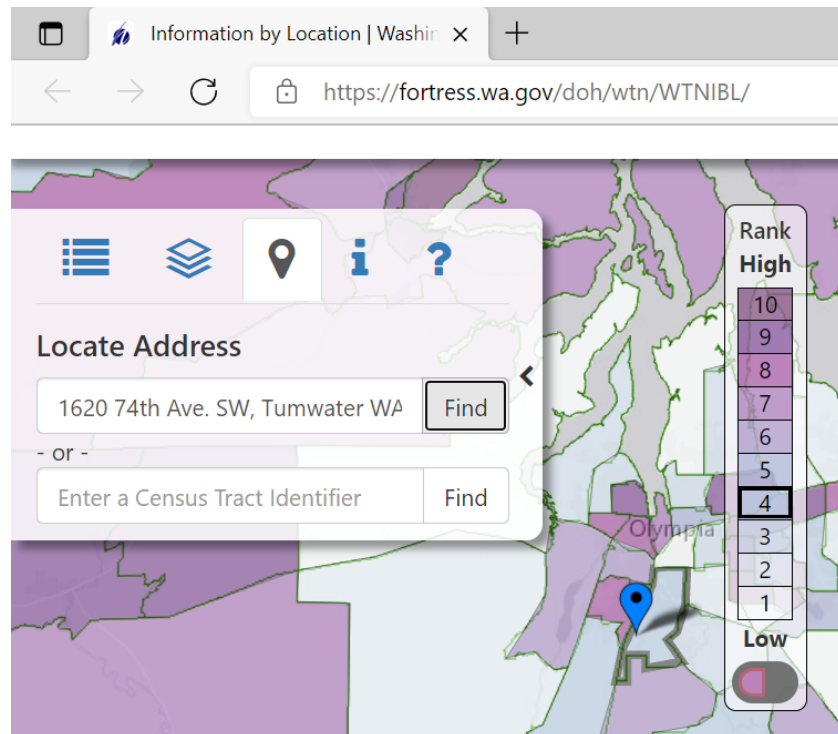 Information by Location | Washin
https://fortress.wa.gov/doh/wtn/WTNIBL/
Locate Address
1620 74th Ave. SW, Tumwater WA
Find
- or -
Enter a Census Tract Identifier
Find
Olympia
Rank
High
10
9
8
7
6
5
4
3
2
1
Low